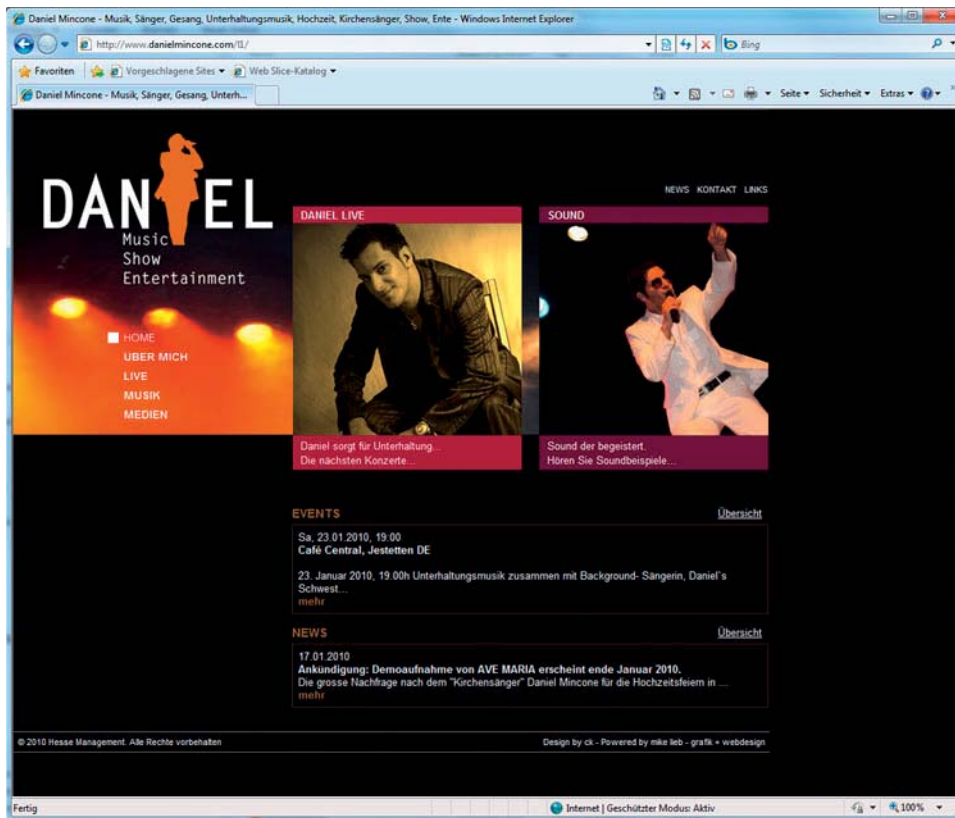 Daniel Mincone - Musik, Sänger, Gesang, Unterhaltungsmusik, Hochzeit, Kirchensänger, Show, Ente - Windows Internet Explorer
http://www.danielmincone.com/l1/
Bing
Favoriten
Vorgeschlagene Sites
Web Slice-Katalog
Daniel Mincone - Musik, Sänger, Gesang, Unterh...
Seite
Sicherheit
Extras
DANIEL
Music
Show
Entertainment
NEWS KONTAKT LINKS
HOME
ÜBER MICH
LIVE
MUSIK
MEDIEN
DANIEL LIVE
Daniel sorgt für Unterhaltung...
Die nächsten Konzerte...
SOUND
Sound der begeistert.
Hören Sie Soundbeispiele...
EVENTS
Übersicht
Sa, 23.01.2010, 19:00
Café Central, Jestetten DE
23. Januar 2010, 19.00h Unterhaltungsmusik zusammen mit Background- Sängerin, Daniel`s
Schwest...
mehr
NEWS
Übersicht
17.01.2010
Ankündigung: Demoaufnahme von AVE MARIA erscheint ende Januar 2010.
Die grosse Nachfrage nach dem "Kirchensänger" Daniel Mincone für die Hochzeitsfeiern in ...
mehr
© 2010 Hesse Management. Alle Rechte vorbehalten
Design by ck - Powered by mike lieb - grafik + webdesign
Fertig
Internet | Geschützter Modus: Aktiv
100%